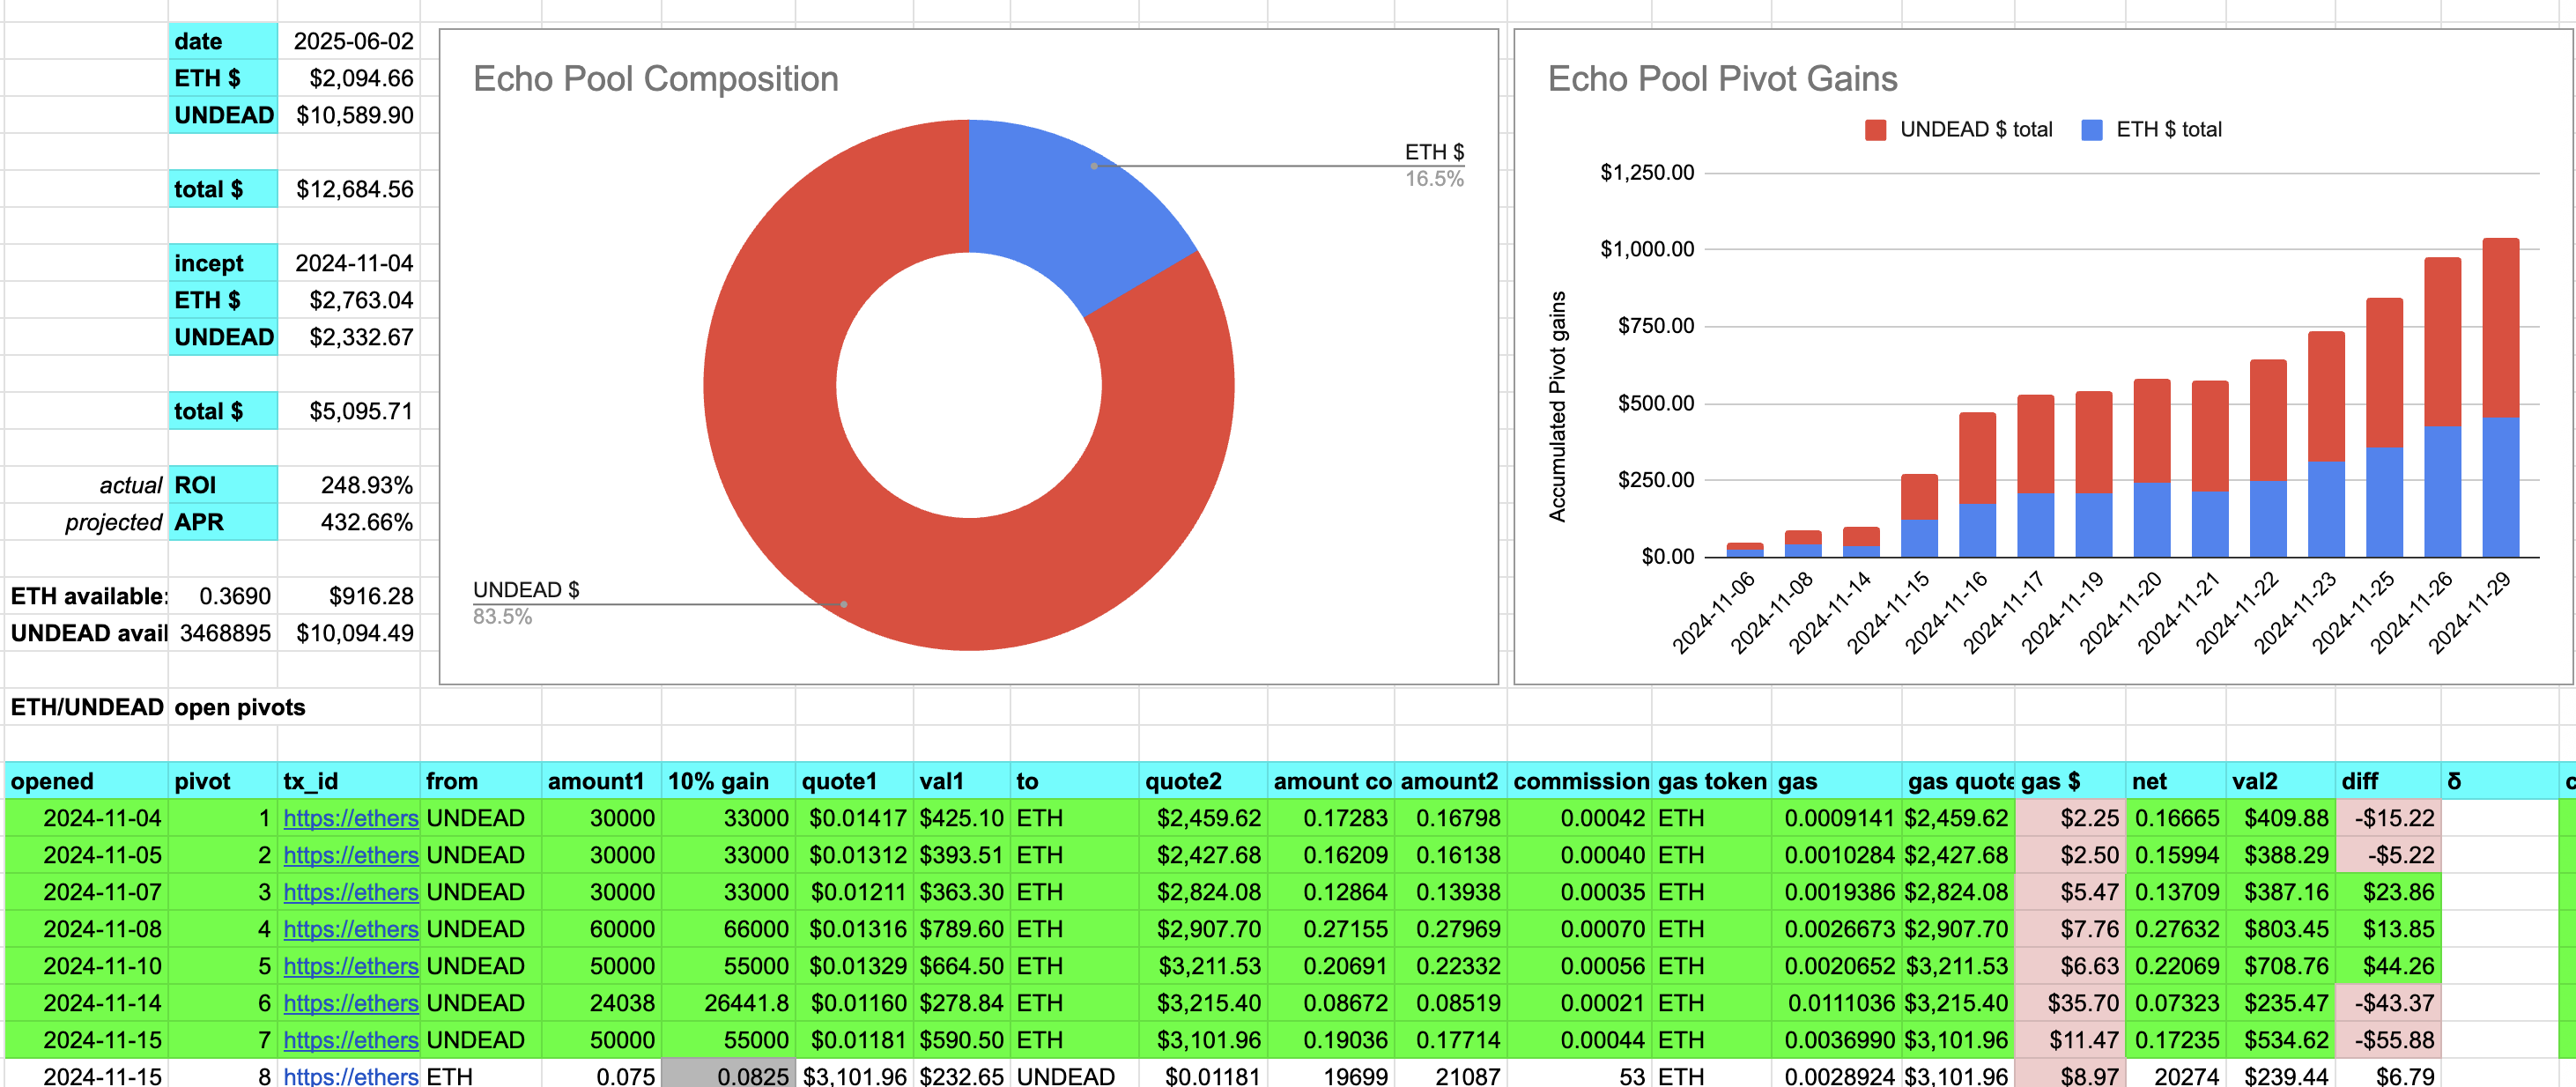 date 2025-06-02
ETH $ $2,094.66
UNDEAD $10,589.90
total $ $12,684.56
incept 2024-11-04
ETH $ $2,763.04
UNDEAD $2,332.67
total $ $5,095.71
actual ROI 248.93%
projected APR 432.66%
ETH available: 0.3690 $916.28
UNDEAD avail 3468895 $10,094.49
Echo Pool Composition
ETH $
16.5%
UNDEAD $
83.5%
Echo Pool Pivot Gains
UNDEAD $ total ETH $ total
Accumulated Pivot gains
$1,250.00
$1,000.00
$750.00
$500.00
$250.00
$0.00
2024-11-06 2024-11-08 2024-11-14 2024-11-15 2024-11-16 2024-11-17 2024-11-19 2024-11-20 2024-11-21 2024-11-22 2024-11-23 2024-11-25 2024-11-26 2024-11-29
ETH/UNDEAD open pivots
opened pivot tx_id from amount1 10% gain quote1 val1 to quote2 amount co amount2 commission gas token gas gas quote gas $ net val2 diff δ c
2024-11-04 1 https://ethers UNDEAD 30000 33000 $0.01417 $425.10 ETH $2,459.62 0.17283 0.16798 0.00042 ETH 0.0009141 $2,459.62 $2.25 0.16665 $409.88 -$15.22
2024-11-05 2 https://ethers UNDEAD 30000 33000 $0.01312 $393.51 ETH $2,427.68 0.16209 0.16138 0.00040 ETH 0.0010284 $2,427.68 $2.50 0.15994 $388.29 -$5.22
2024-11-07 3 https://ethers UNDEAD 30000 33000 $0.01211 $363.30 ETH $2,824.08 0.12864 0.13938 0.00035 ETH 0.0019386 $2,824.08 $5.47 0.13709 $387.16 $23.86
2024-11-08 4 https://ethers UNDEAD 60000 66000 $0.01316 $789.60 ETH $2,907.70 0.27155 0.27969 0.00070 ETH 0.0026673 $2,907.70 $7.76 0.27632 $803.45 $13.85
2024-11-10 5 https://ethers UNDEAD 50000 55000 $0.01329 $664.50 ETH $3,211.53 0.20691 0.22332 0.00056 ETH 0.0020652 $3,211.53 $6.63 0.22069 $708.76 $44.26
2024-11-14 6 https://ethers UNDEAD 24038 26441.8 $0.01160 $278.84 ETH $3,215.40 0.08672 0.08519 0.00021 ETH 0.0111036 $3,215.40 $35.70 0.07323 $235.47 -$43.37
2024-11-15 7 https://ethers UNDEAD 50000 55000 $0.01181 $590.50 ETH $3,101.96 0.19036 0.17714 0.00044 ETH 0.0036990 $3,101.96 $11.47 0.17235 $534.62 -$55.88
2024-11-15 8 https://ethers ETH 0.075 0.0825 $3,101.96 $232.65 UNDEAD $0.01181 19699 21087 53 ETH 0.0028924 $3,101.96 $8.97 20274 $239.44 $6.79